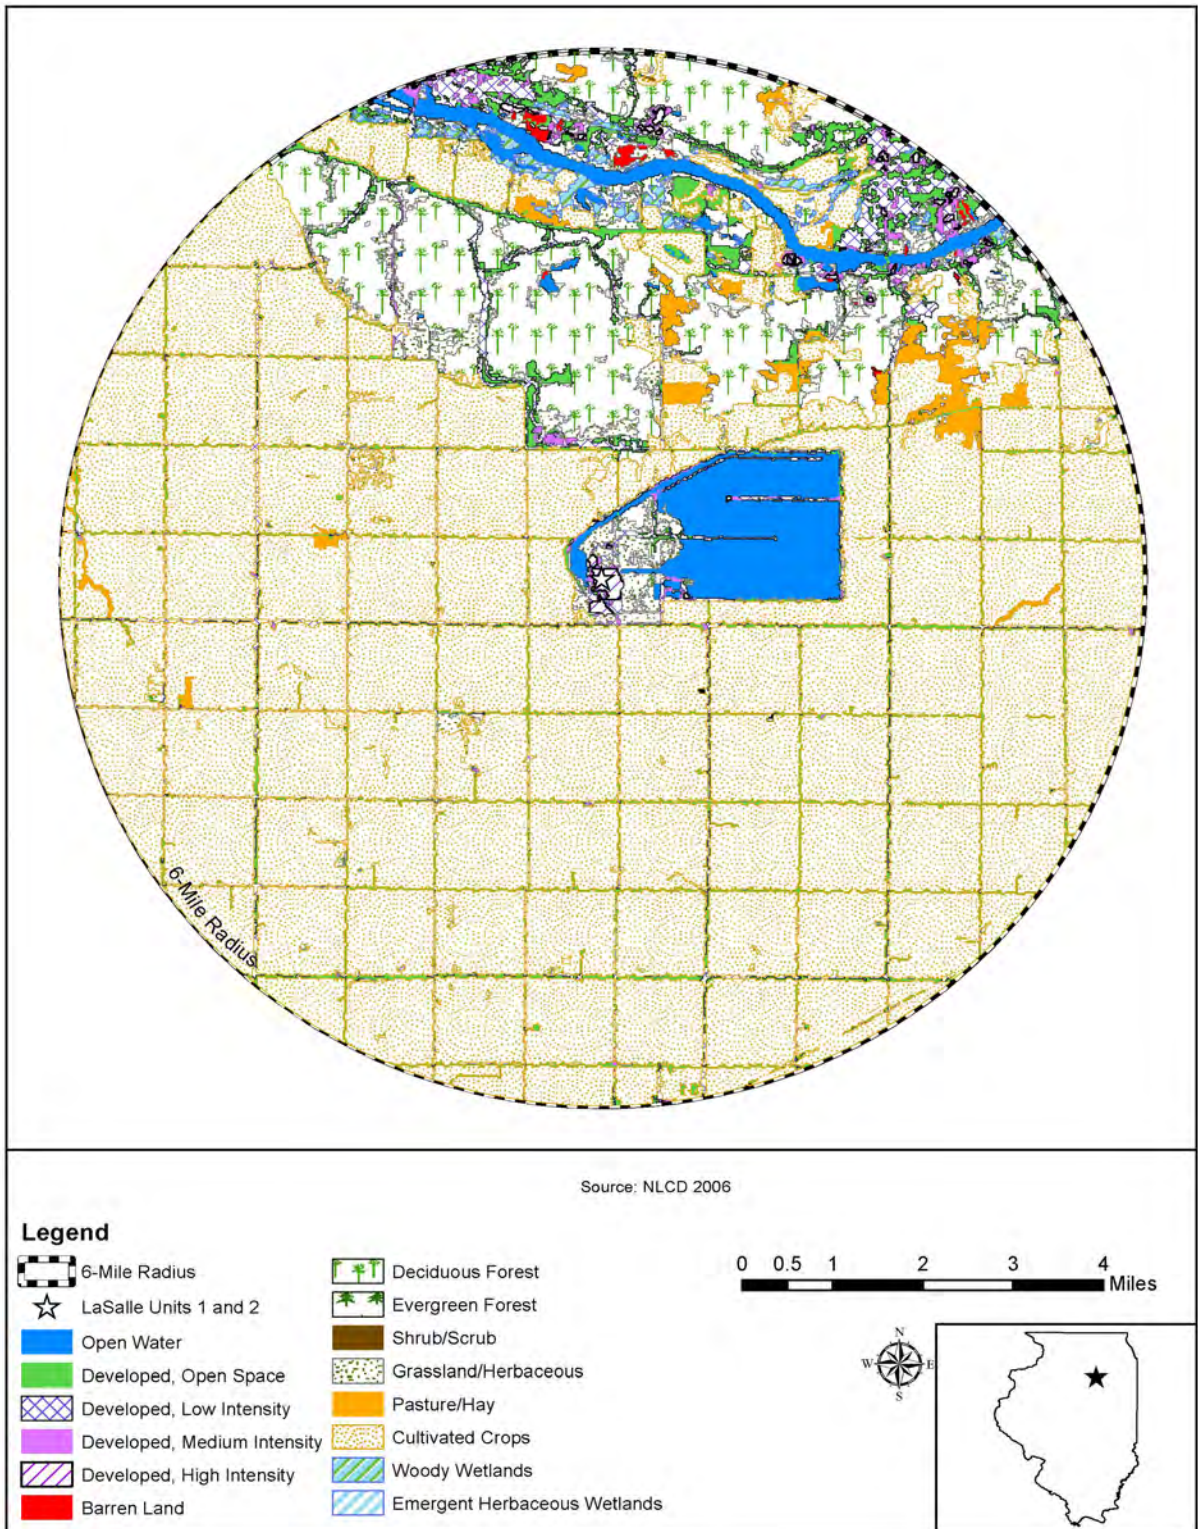 6-Mile Radius
Source: NLCD 2006
Legend
6-Mile Radius
LaSalle Units 1 and 2
Open Water
Developed, Open Space
Developed, Low Intensity
Developed, Medium Intensity
Developed, High Intensity
Barren Land
Deciduous Forest
Evergreen Forest
Shrub/Scrub
Grassland/Herbaceous
Pasture/Hay
Cultivated Crops
Woody Wetlands
Emergent Herbaceous Wetlands
0 0.5 1 2 3 4
Miles
N
W E
S